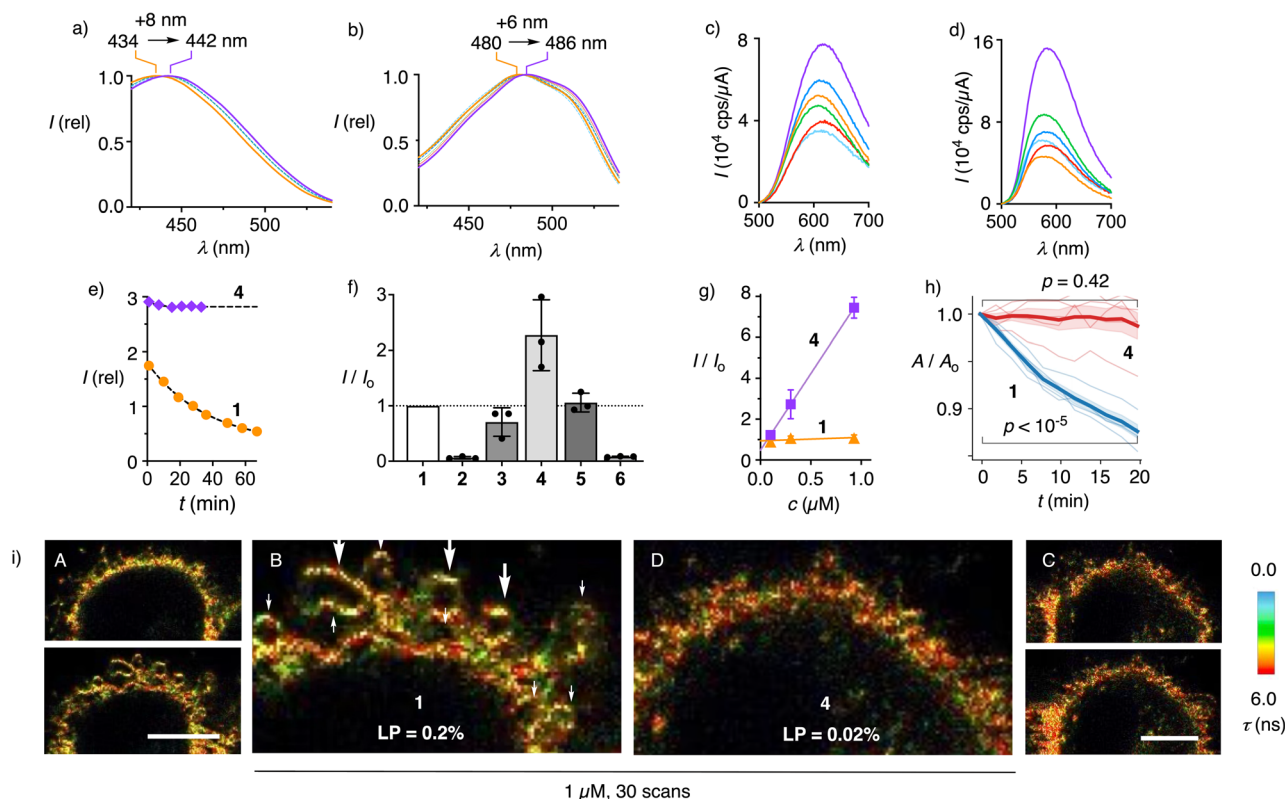 a)
+8 nm
434 → 442 nm
1.0
I (rel)
0.5
0.0
450 500
λ (nm)
b)
+6 nm
480 → 486 nm
1.0
I (rel)
0.5
0.0
450 500
λ (nm)
c)
8
4
0
I (10⁴ cps/μA)
500 600 700
λ (nm)
d)
16
8
0
I (10⁴ cps/μA)
500 600 700
λ (nm)
e)
3
2
1
0
I (rel)
4
1
0 20 40 60
t (min)
f)
3
2
1
0
I / Iₒ
1 2 3 4 5 6
g)
8
6
4
2
0
I / Iₒ
4
1
0.0 0.5 1.0
c (μM)
h)
p = 0.42
1.0
A / Aₒ
0.9
4
1
p < 10⁻⁵
0 5 10 15 20
t (min)
i)
A
B
1
LP = 0.2%
D
4
LP = 0.02%
C
0.0
6.0
τ (ns)
1 μM, 30 scans